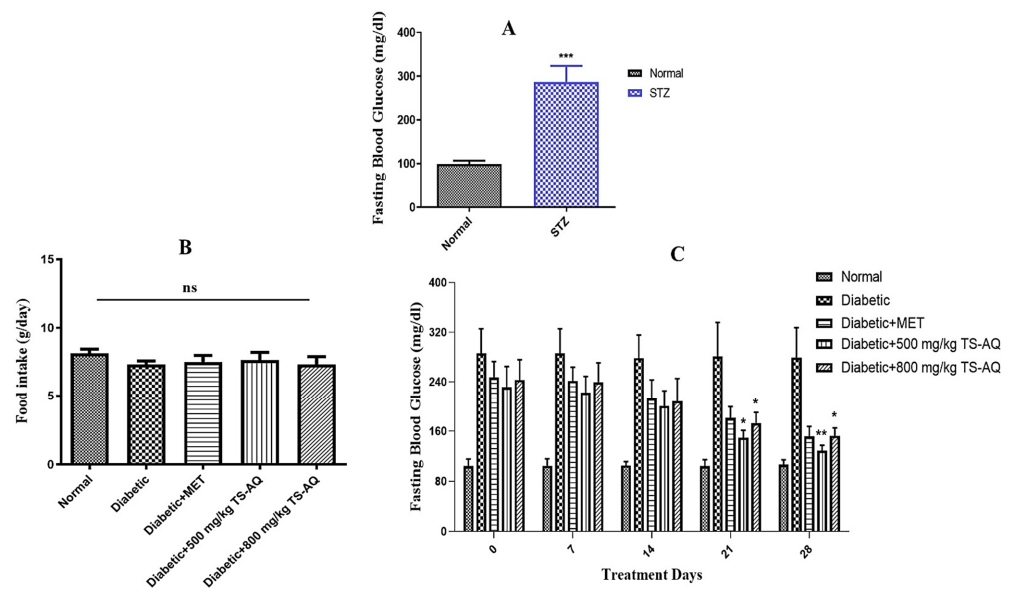 A
Fasting Blood Glucose (mg/dl)
400
300
200
100
0
***
Normal
STZ
Normal
STZ
B
Food intake (g/day)
15
10
5
0
ns
Normal
Diabetic
Diabetic+MET
Diabetic+500 mg/kg TS-AQ
Diabetic+800 mg/kg TS-AQ
C
Fasting Blood Glucose (mg/dl)
400
320
240
160
80
0
*
*
**
*
0
7
14
21
28
Treatment Days
Normal
Diabetic
Diabetic+MET
Diabetic+500 mg/kg TS-AQ
Diabetic+800 mg/kg TS-AQ